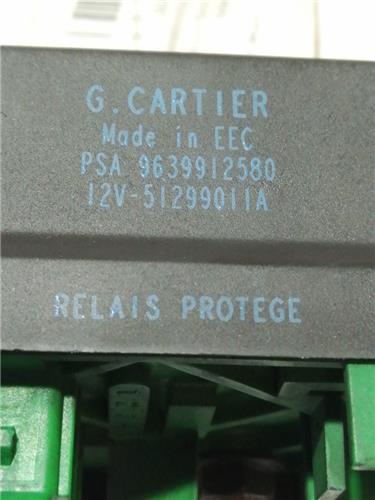 G.CARTIER
Made in EEC
PSA 9639912580
12V-51299011A
RELAIS PROTEGE